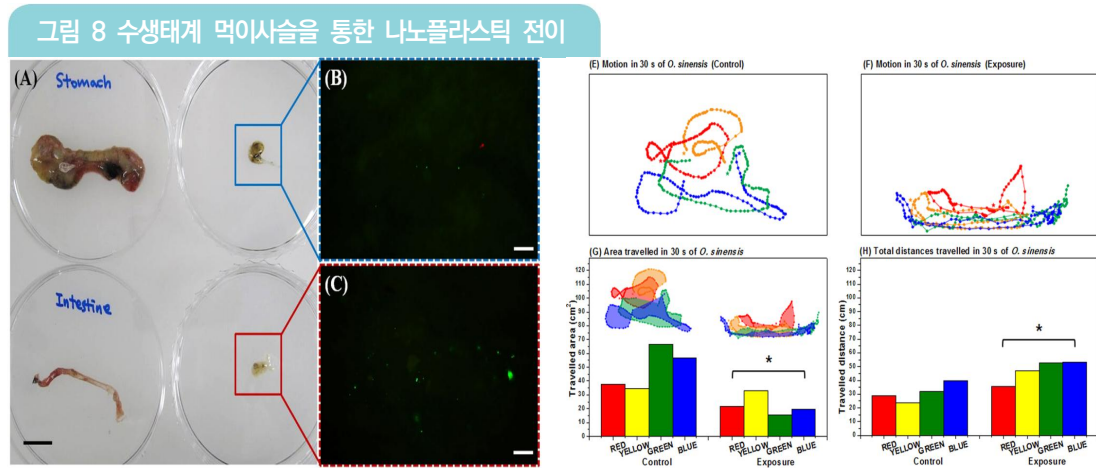 그림 8 수생태계 먹이사슬을 통한 나노플라스틱 전이
(A)
Stomach
Intestine
(B)
(C)
(E) Motion in 30 s of O. sinensis (Control)
(F) Motion in 30 s of O. sinensis (Exposure)
(G) Area travelled in 30 s of O. sinensis
Travelled area (cm²)
120
110
100
90
80
70
60
50
40
30
20
10
0
*
RED YELLOW GREEN BLUE RED YELLOW GREEN BLUE
Control Exposure
(H) Total distances travelled in 30 s of O. sinensis
Travelled distance (cm)
120
110
100
90
80
70
60
50
40
30
20
10
0
*
RED YELLOW GREEN BLUE RED YELLOW GREEN BLUE
Control Exposure